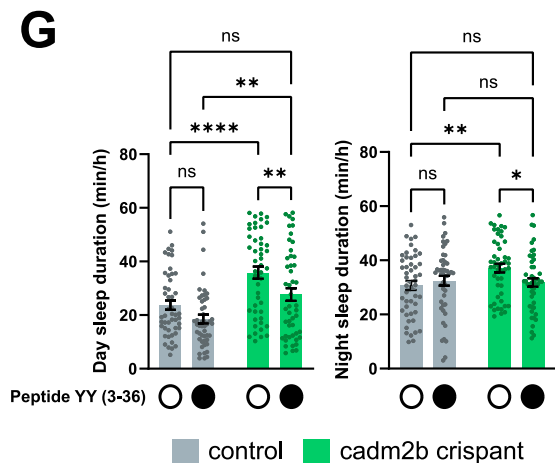 G
ns
**
****
ns
**
Day sleep duration (min/h)
80
60
40
20
0
ns
ns
**
ns
*
Night sleep duration (min/h)
80
60
40
20
0
Peptide YY (3-36)
control
cadm2b crispant